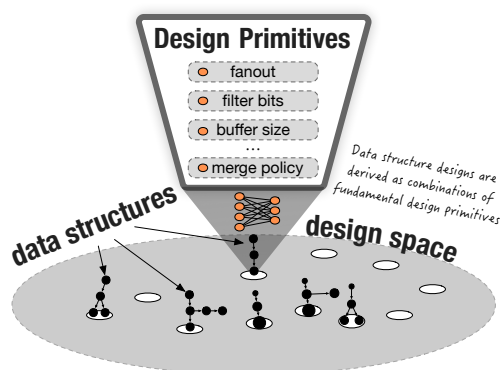 Design Primitives
fanout
filter bits
buffer size
...
merge policy
Data structure designs are
derived as combinations of
fundamental design primitives
data structures
design space